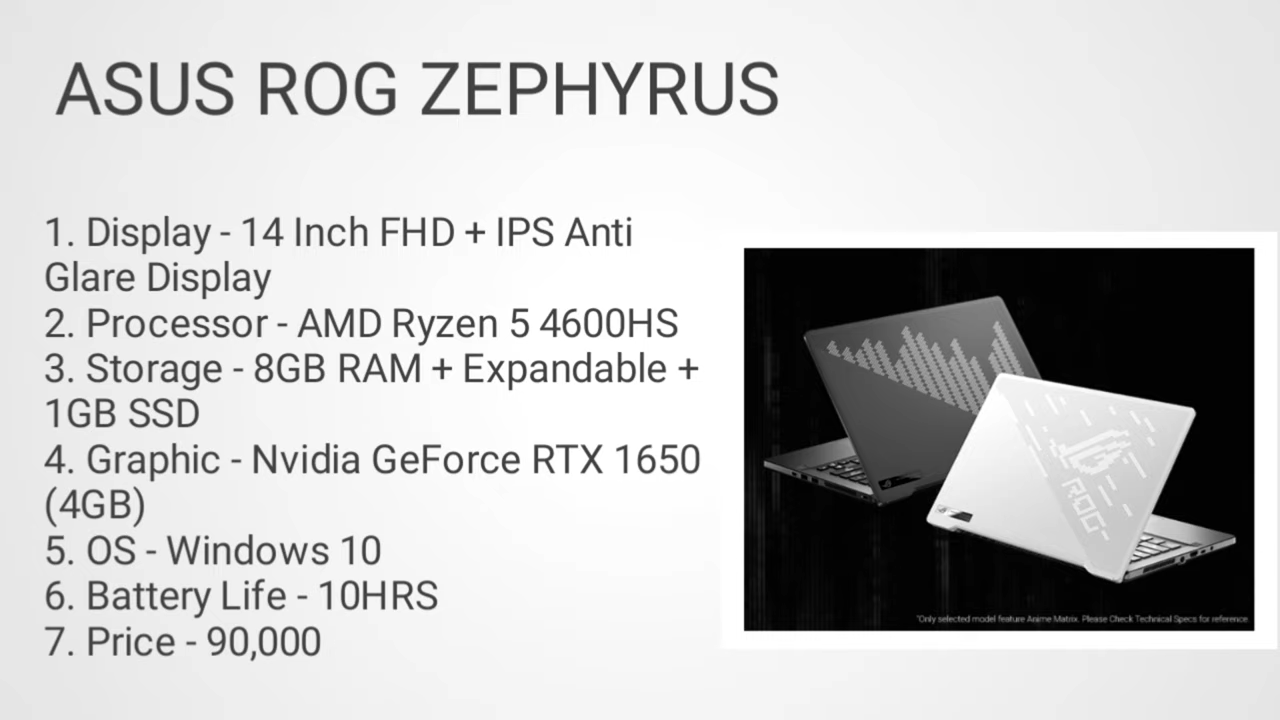 ASUS ROG ZEPHYRUS
1. Display - 14 Inch FHD + IPS Anti
Glare Display
2. Processor - AMD Ryzen 5 4600HS
3. Storage - 8GB RAM + Expandable +
1GB SSD
4. Graphic - Nvidia GeForce RTX 1650
(4GB)
5. OS - Windows 10
6. Battery Life - 10HRS
7. Price - 90,000
ROG
*Only selected model feature Anime Matrix. Please Check Technical Specs for reference.